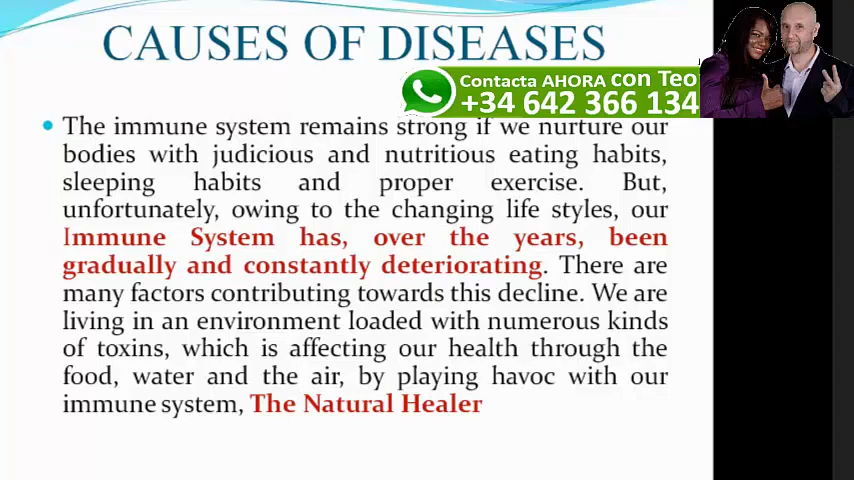 CAUSES OF DISEASES
Contacta AHORA con Teo
+34 642 366 134
The immune system remains strong if we nurture our
bodies with judicious and nutritious eating habits,
sleeping habits and proper exercise. But,
unfortunately, owing to the changing life styles, our
Immune System has, over the years, been
gradually and constantly deteriorating. There are
many factors contributing towards this decline. We are
living in an environment loaded with numerous kinds
of toxins, which is affecting our health through the
food, water and the air, by playing havoc with our
immune system, The Natural Healer